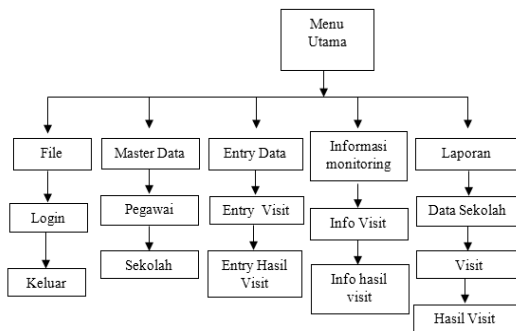 Menu
Utama
File
Master Data
Entry Data
Informasi
monitoring
Laporan
Login
Pegawai
Entry Visit
Info Visit
Data Sekolah
Keluar
Sekolah
Entry Hasil
Visit
Info hasil
visit
Visit
Hasil Visit